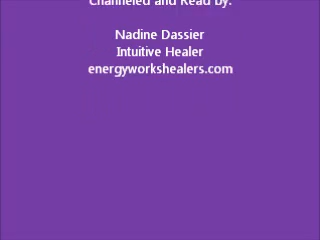 Channeled and Read by:
Nadine Dassier
Intuitive Healer
energyworkshealers.com